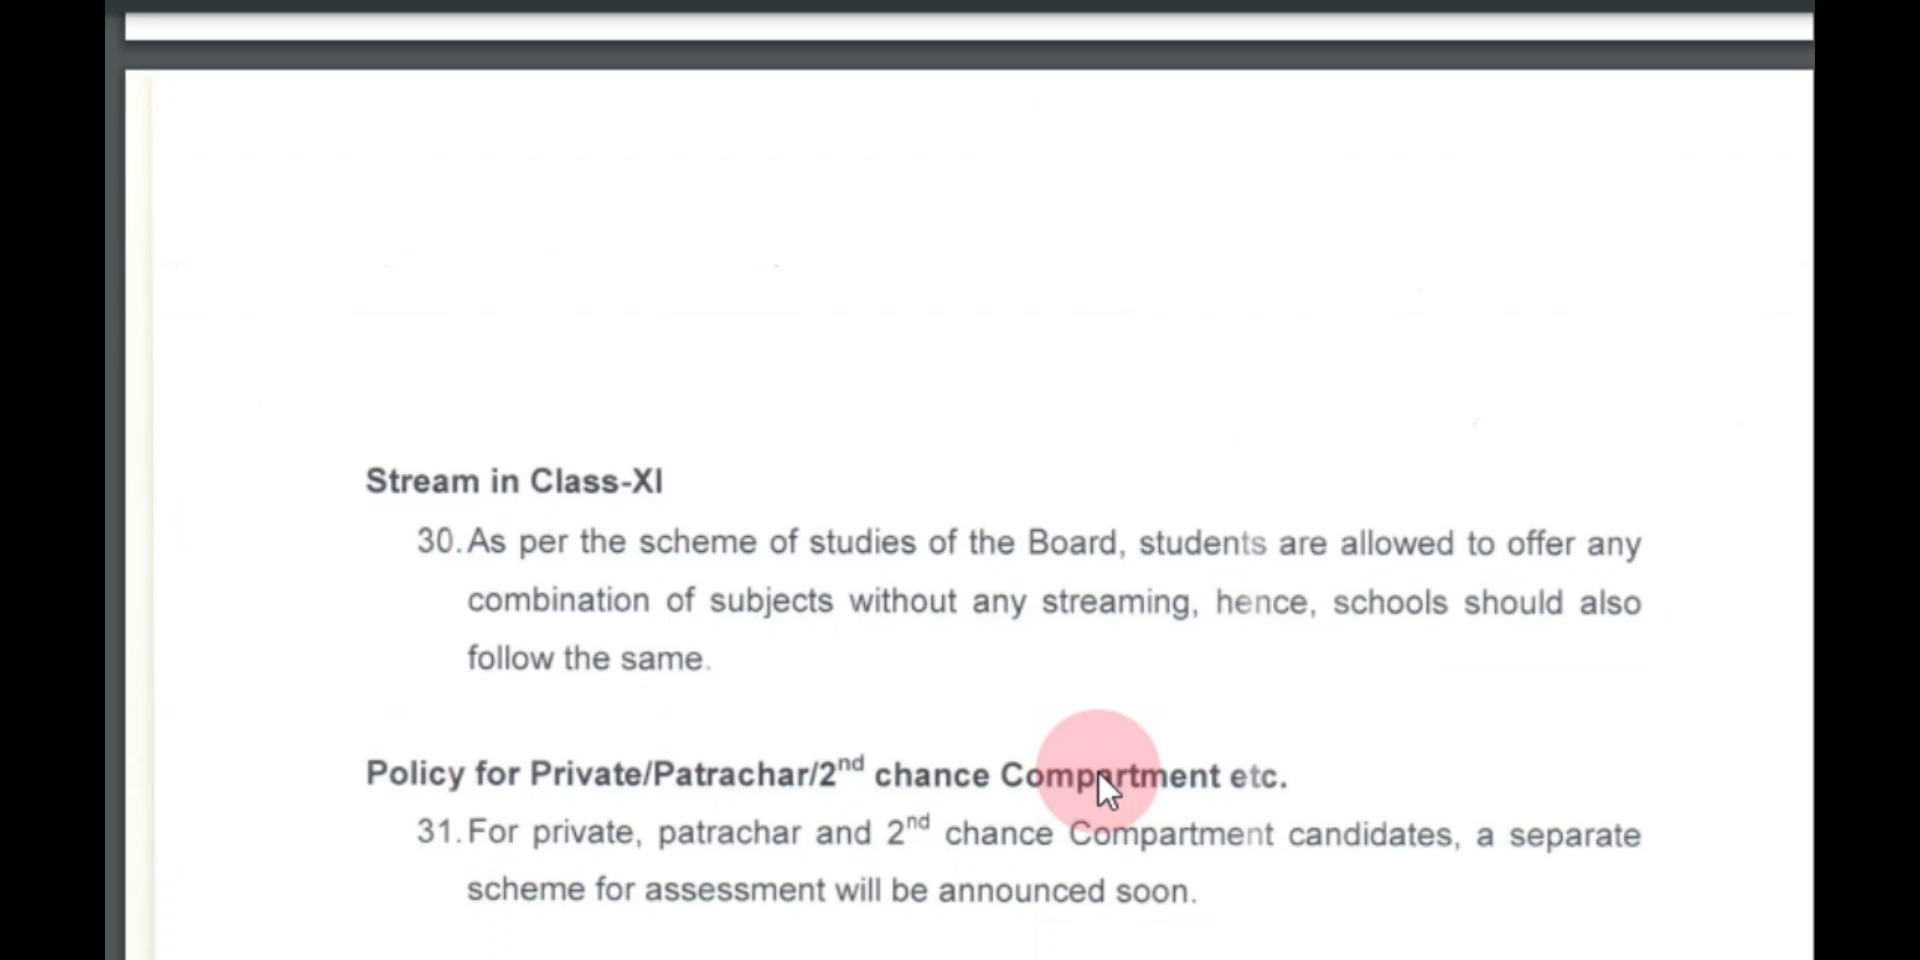 Stream in Class-XI
30. As per the scheme of studies of the Board, students are allowed to offer any
combination of subjects without any streaming, hence, schools should also
follow the same.
Policy for Private/Patrachar/2nd chance Compartment etc.
31. For private, patrachar and 2nd chance Compartment candidates, a separate
scheme for assessment will be announced soon.